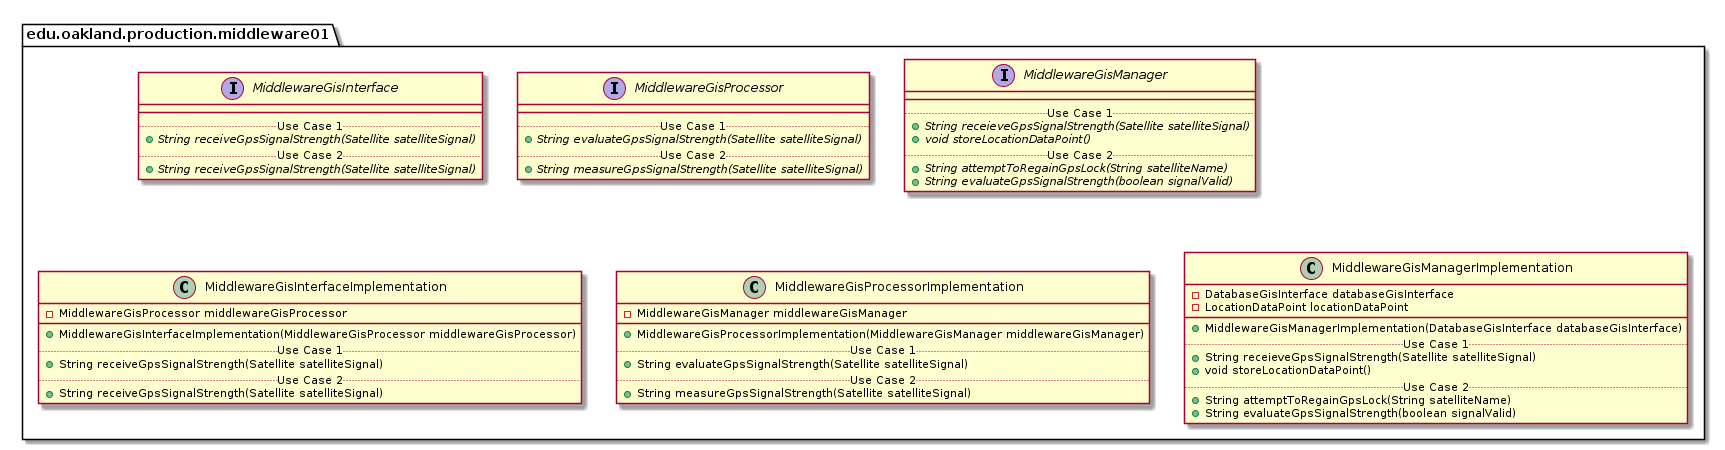 edu.oakland.production.middleware01
I MiddlewareGisInterface
Use Case 1
String receiveGpsSignalStrength(Satellite satelliteSignal)
Use Case 2
String receiveGpsSignalStrength(Satellite satelliteSignal)
I MiddlewareGisProcessor
Use Case 1
String evaluateGpsSignalStrength(Satellite satelliteSignal)
Use Case 2
String measureGpsSignalStrength(Satellite satelliteSignal)
I MiddlewareGisManager
Use Case 1
String receieveGpsSignalStrength(Satellite satelliteSignal)
void storeLocationDataPoint()
Use Case 2
String attemptToRegainGpsLock(String satelliteName)
String evaluateGpsSignalStrength(boolean signalValid)
C MiddlewareGisInterfaceImplementation
MiddlewareGisProcessor middlewareGisProcessor
MiddlewareGisInterfaceImplementation(MiddlewareGisProcessor middlewareGisProcessor)
Use Case 1
String receiveGpsSignalStrength(Satellite satelliteSignal)
Use Case 2
String receiveGpsSignalStrength(Satellite satelliteSignal)
C MiddlewareGisProcessorImplementation
MiddlewareGisManager middlewareGisManager
MiddlewareGisProcessorImplementation(MiddlewareGisManager middlewareGisManager)
Use Case 1
String evaluateGpsSignalStrength(Satellite satelliteSignal)
Use Case 2
String measureGpsSignalStrength(Satellite satelliteSignal)
C MiddlewareGisManagerImplementation
DatabaseGisInterface databaseGisInterface
LocationDataPoint locationDataPoint
MiddlewareGisManagerImplementation(DatabaseGisInterface databaseGisInterface)
Use Case 1
String receieveGpsSignalStrength(Satellite satelliteSignal)
void storeLocationDataPoint()
Use Case 2
String attemptToRegainGpsLock(String satelliteName)
String evaluateGpsSignalStrength(boolean signalValid)